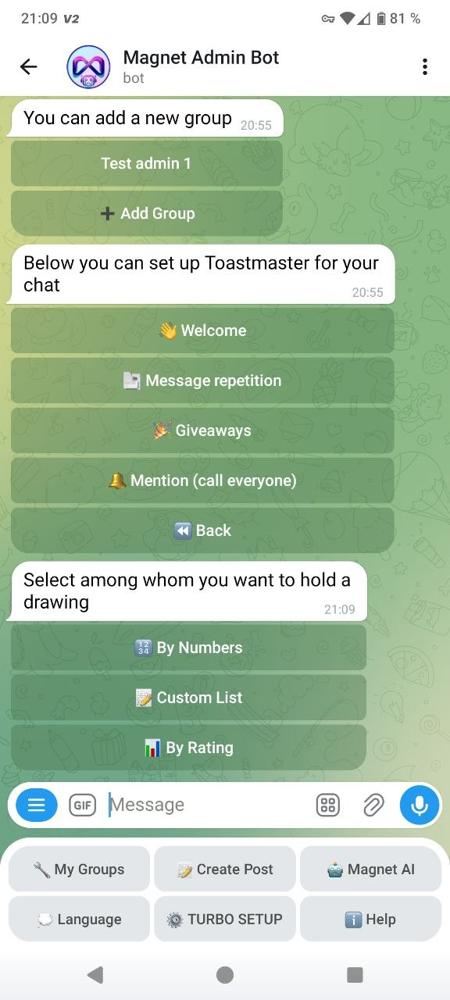 21:09 V2
81 %
Magnet Admin Bot
bot
You can add a new group 20:55
Test admin 1
➕ Add Group
Below you can set up Toastmaster for your
chat
20:55
👋 Welcome
📑 Message repetition
🎉 Giveaways
🔔 Mention (call everyone)
⏪ Back
Select among whom you want to hold a
drawing
21:09
🔢 By Numbers
📝 Custom List
📊 By Rating
GIF Message
🔧 My Groups 📝 Create Post 🤖 Magnet AI
💭 Language ⚙️ TURBO SETUP ℹ️ Help